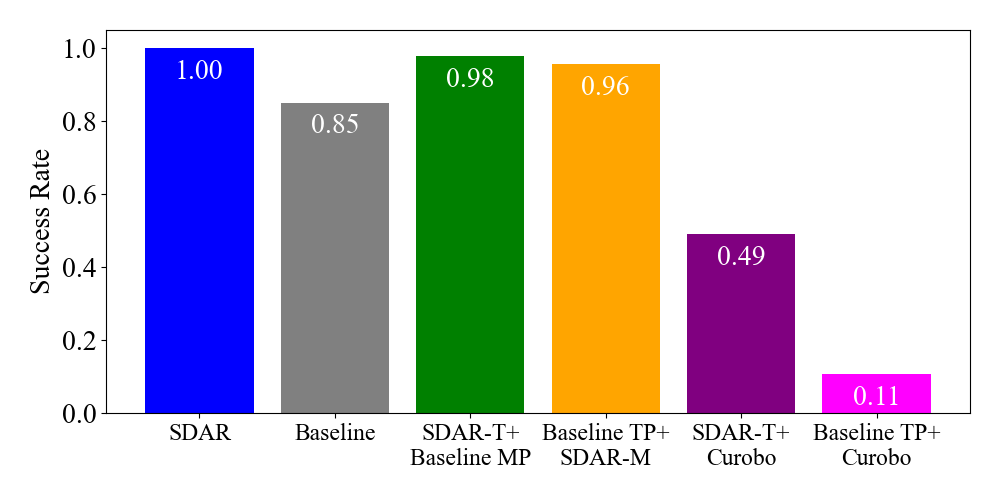 Success Rate
1.0
0.8
0.6
0.4
0.2
0.0
1.00
0.85
0.98
0.96
0.49
0.11
SDAR
Baseline
SDAR-T+
Baseline MP
Baseline TP+
SDAR-M
SDAR-T+
Curobo
Baseline TP+
Curobo